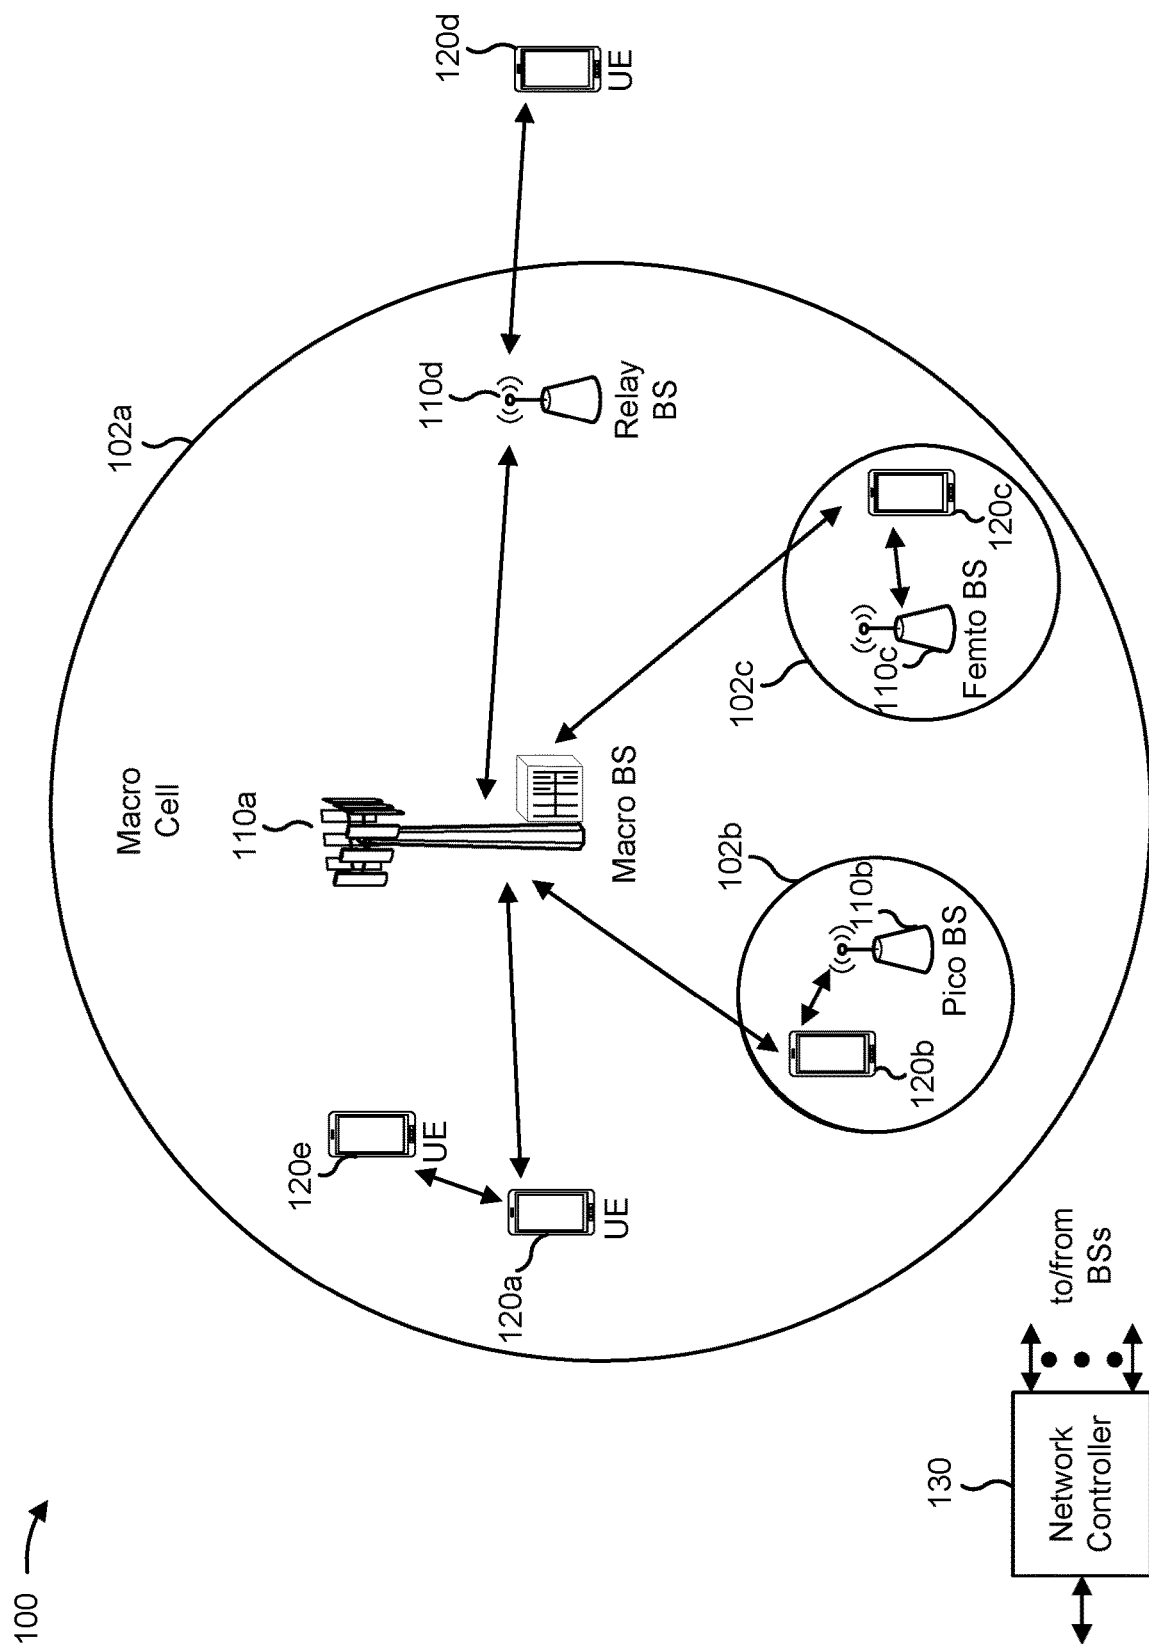 100
Macro
Cell
102a
110a
120d
UE
110d
Relay
BS
120e
UE
120a
UE
Macro BS
102b
110b
Pico BS
120b
102c
110c
Femto BS
120c
130
Network
Controller
to/from
BSs